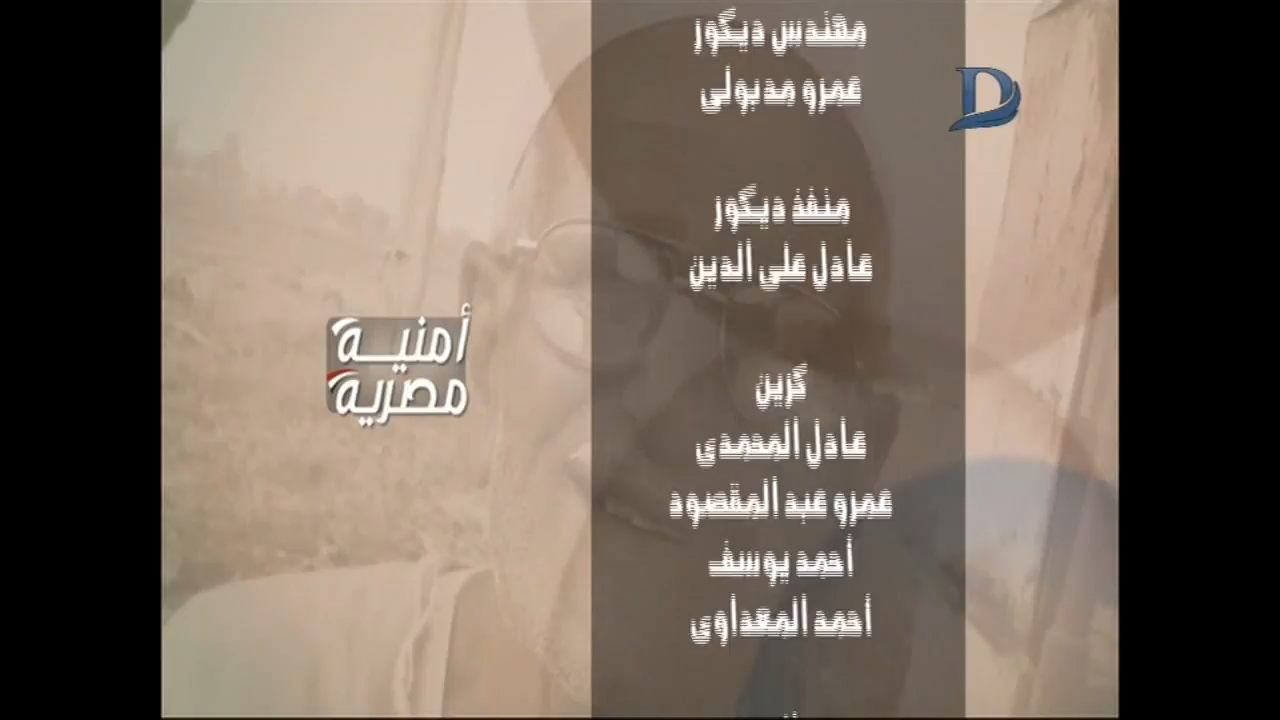 مهندس ديكور
عمرو مدبولى
منفذ ديكور
عادل على الدين
كرين
عادل المحمدى
عمرو عبد المقصود
أحمد يوسف
أحمد المعداوى
أمنية
مصرية
D